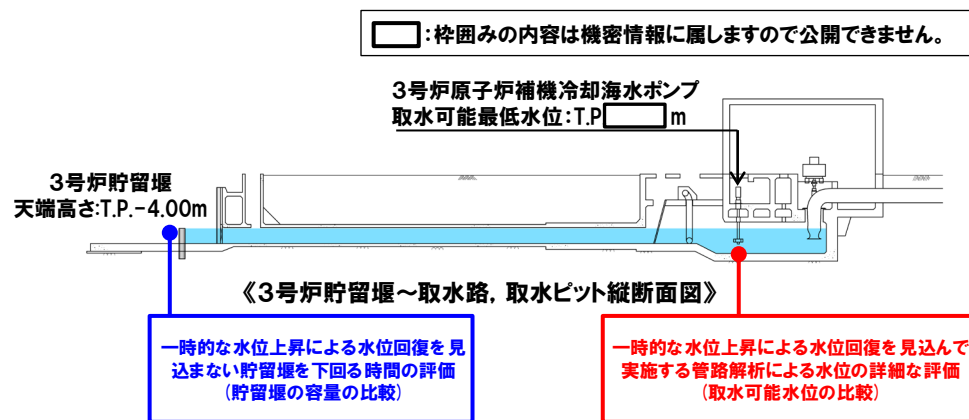 :枠囲みの内容は機密情報に属しますので公開できません。
3号炉原子炉補機冷却海水ポンプ
取水可能最低水位:T.P m
3号炉貯留堰
天端高さ:T.P.-4.00m
《3号炉貯留堰~取水路,取水ピット縦断面図》
一時的な水位上昇による水位回復を見
込まない貯留堰を下回る時間の評価
(貯留堰の容量の比較)
一時的な水位上昇による水位回復を見込んで
実施する管路解析による水位の詳細な評価
(取水可能水位の比較)